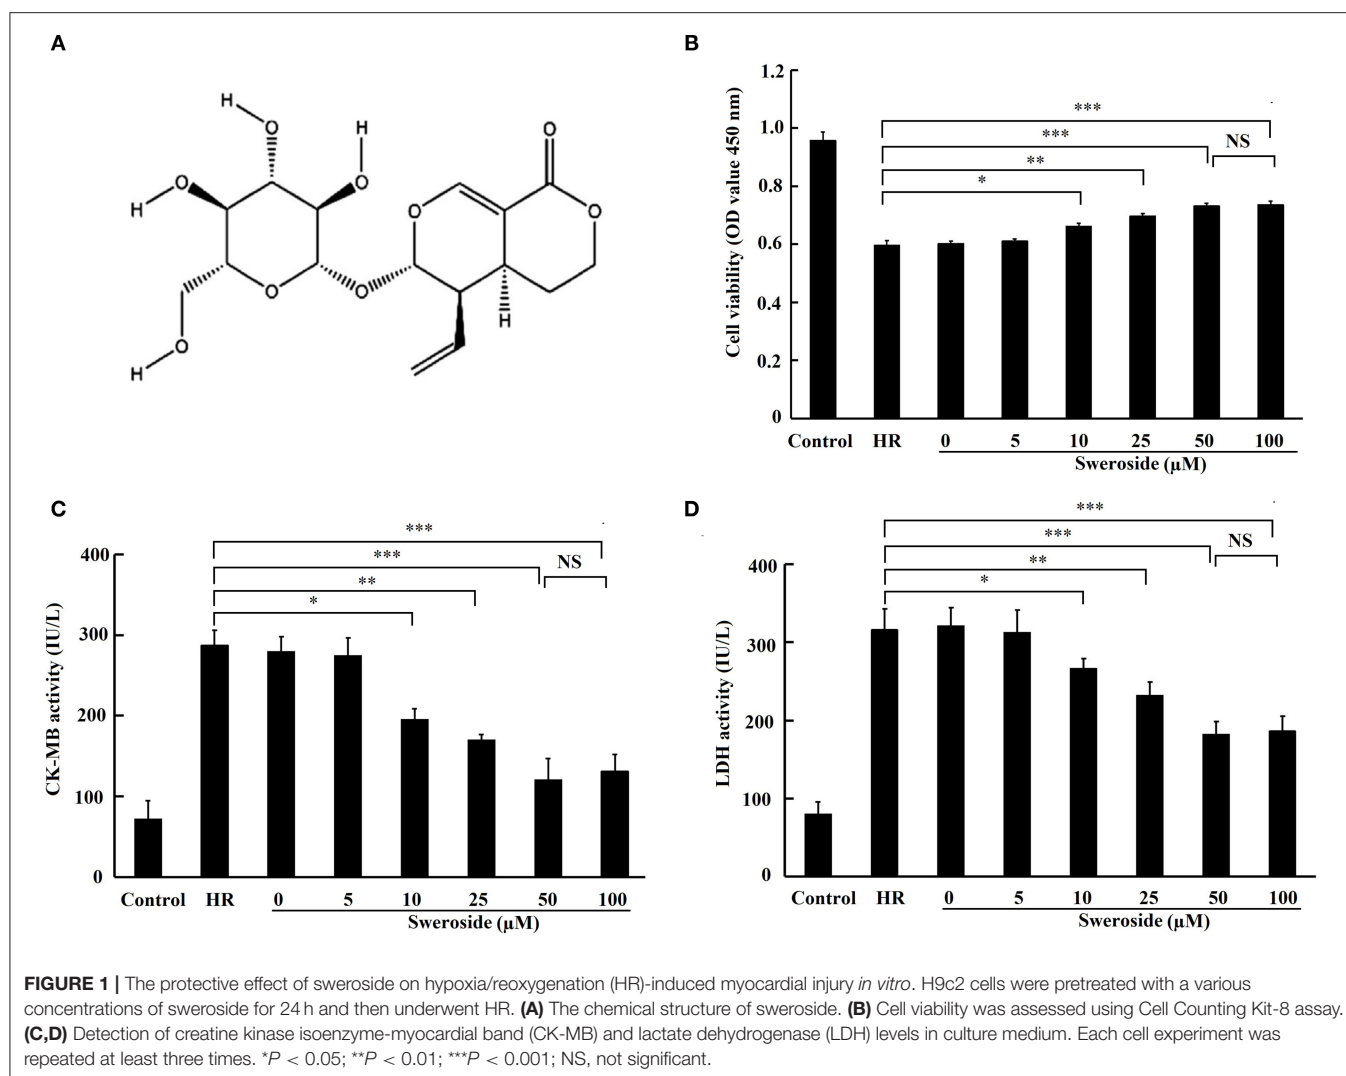 A
H
O
H
O
H
O
H
O
O
O
O
O
O
H
O
H
B
Cell viability (OD value 450 nm)
1.2
1.0
0.8
0.6
0.4
0.2
0
***
***
NS
**
*
Control HR 0 5 10 25 50 100
Sweroside (µM)
C
CK-MB activity (IU/L)
400
300
200
100
0
***
***
NS
**
*
Control HR 0 5 10 25 50 100
Sweroside (µM)
D
LDH activity (IU/L)
400
300
200
100
0
***
***
NS
**
*
Control HR 0 5 10 25 50 100
Sweroside (µM)
FIGURE 1 | The protective effect of sweroside on hypoxia/reoxygenation (HR)-induced myocardial injury in vitro. H9c2 cells were pretreated with a various
concentrations of sweroside for 24 h and then underwent HR. (A) The chemical structure of sweroside. (B) Cell viability was assessed using Cell Counting Kit-8 assay.
(C,D) Detection of creatine kinase isoenzyme-myocardial band (CK-MB) and lactate dehydrogenase (LDH) levels in culture medium. Each cell experiment was
repeated at least three times. *P < 0.05; **P < 0.01; ***P < 0.001; NS, not significant.